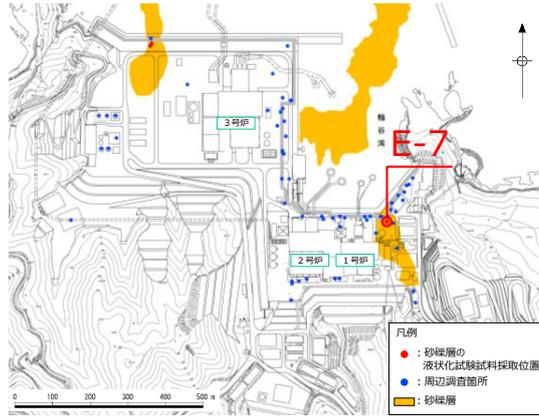 3号炉
輪谷湾
E-7
2号炉
1号炉
凡例
：砂礫層の
液状化試験試料採取位置
：周辺調査箇所
：砂礫層
0 100 200 300 400 500 m